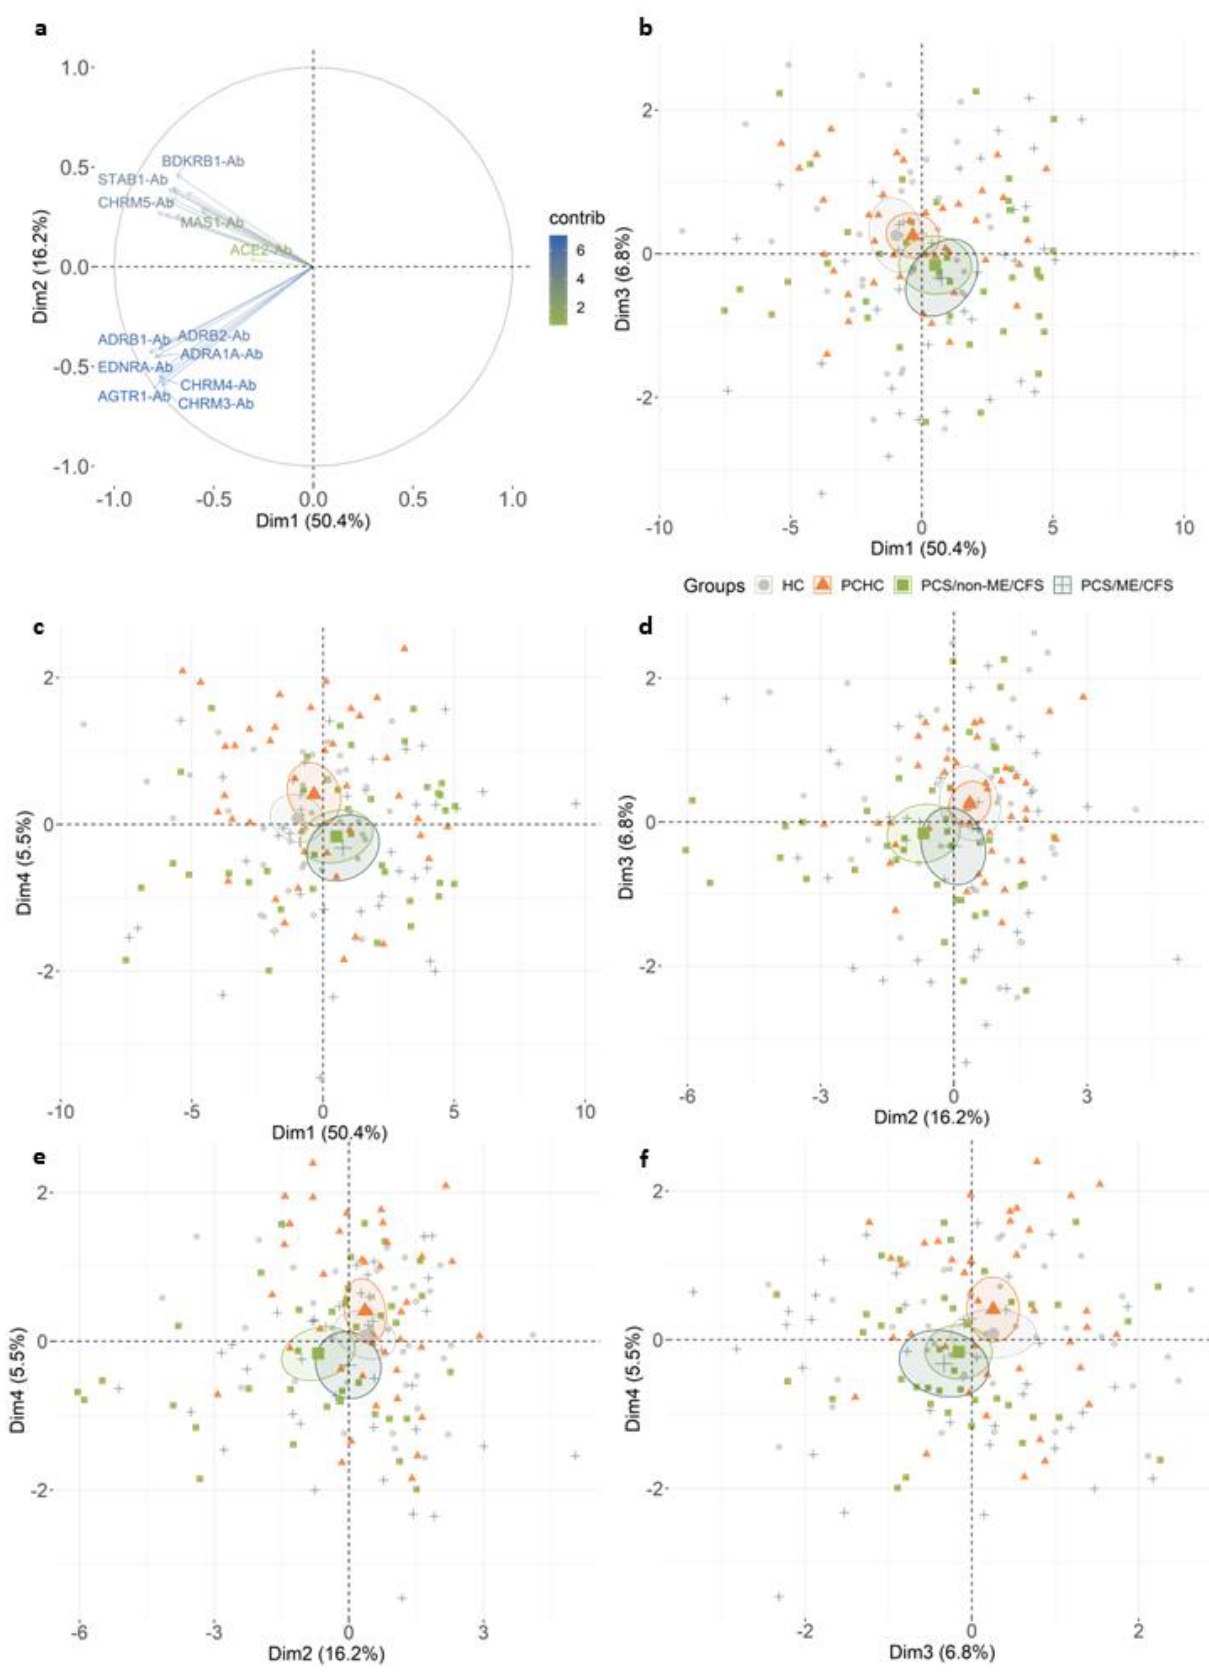 a
1.0
0.5
0.0
-0.5
-1.0
Dim2 (16.2%)
BDKRB1-Ab
STAB1-Ab
CHRM5-Ab
MAS1-Ab
ACE2-Ab
ADRB1-Ab
ADRB2-Ab
ADRA1A-Ab
EDNRA-Ab
CHRM4-Ab
AGTR1-Ab
CHRM3-Ab
-1.0 -0.5 0.0 0.5 1.0
Dim1 (50.4%)
contrib
6
4
2
b
2
0
-2
Dim3 (6.8%)
-10 -5 0 5 10
Dim1 (50.4%)
Groups HC PCHC PCS/non-ME/CFS PCS/ME/CFS
c
2
0
-2
Dim4 (5.5%)
-10 -5 0 5 10
Dim1 (50.4%)
d
2
0
-2
Dim3 (6.8%)
-6 -3 0 3
Dim2 (16.2%)
e
2
0
-2
Dim4 (5.5%)
-6 -3 0 3
Dim2 (16.2%)
f
2
0
-2
Dim4 (5.5%)
-2 0 2
Dim3 (6.8%)